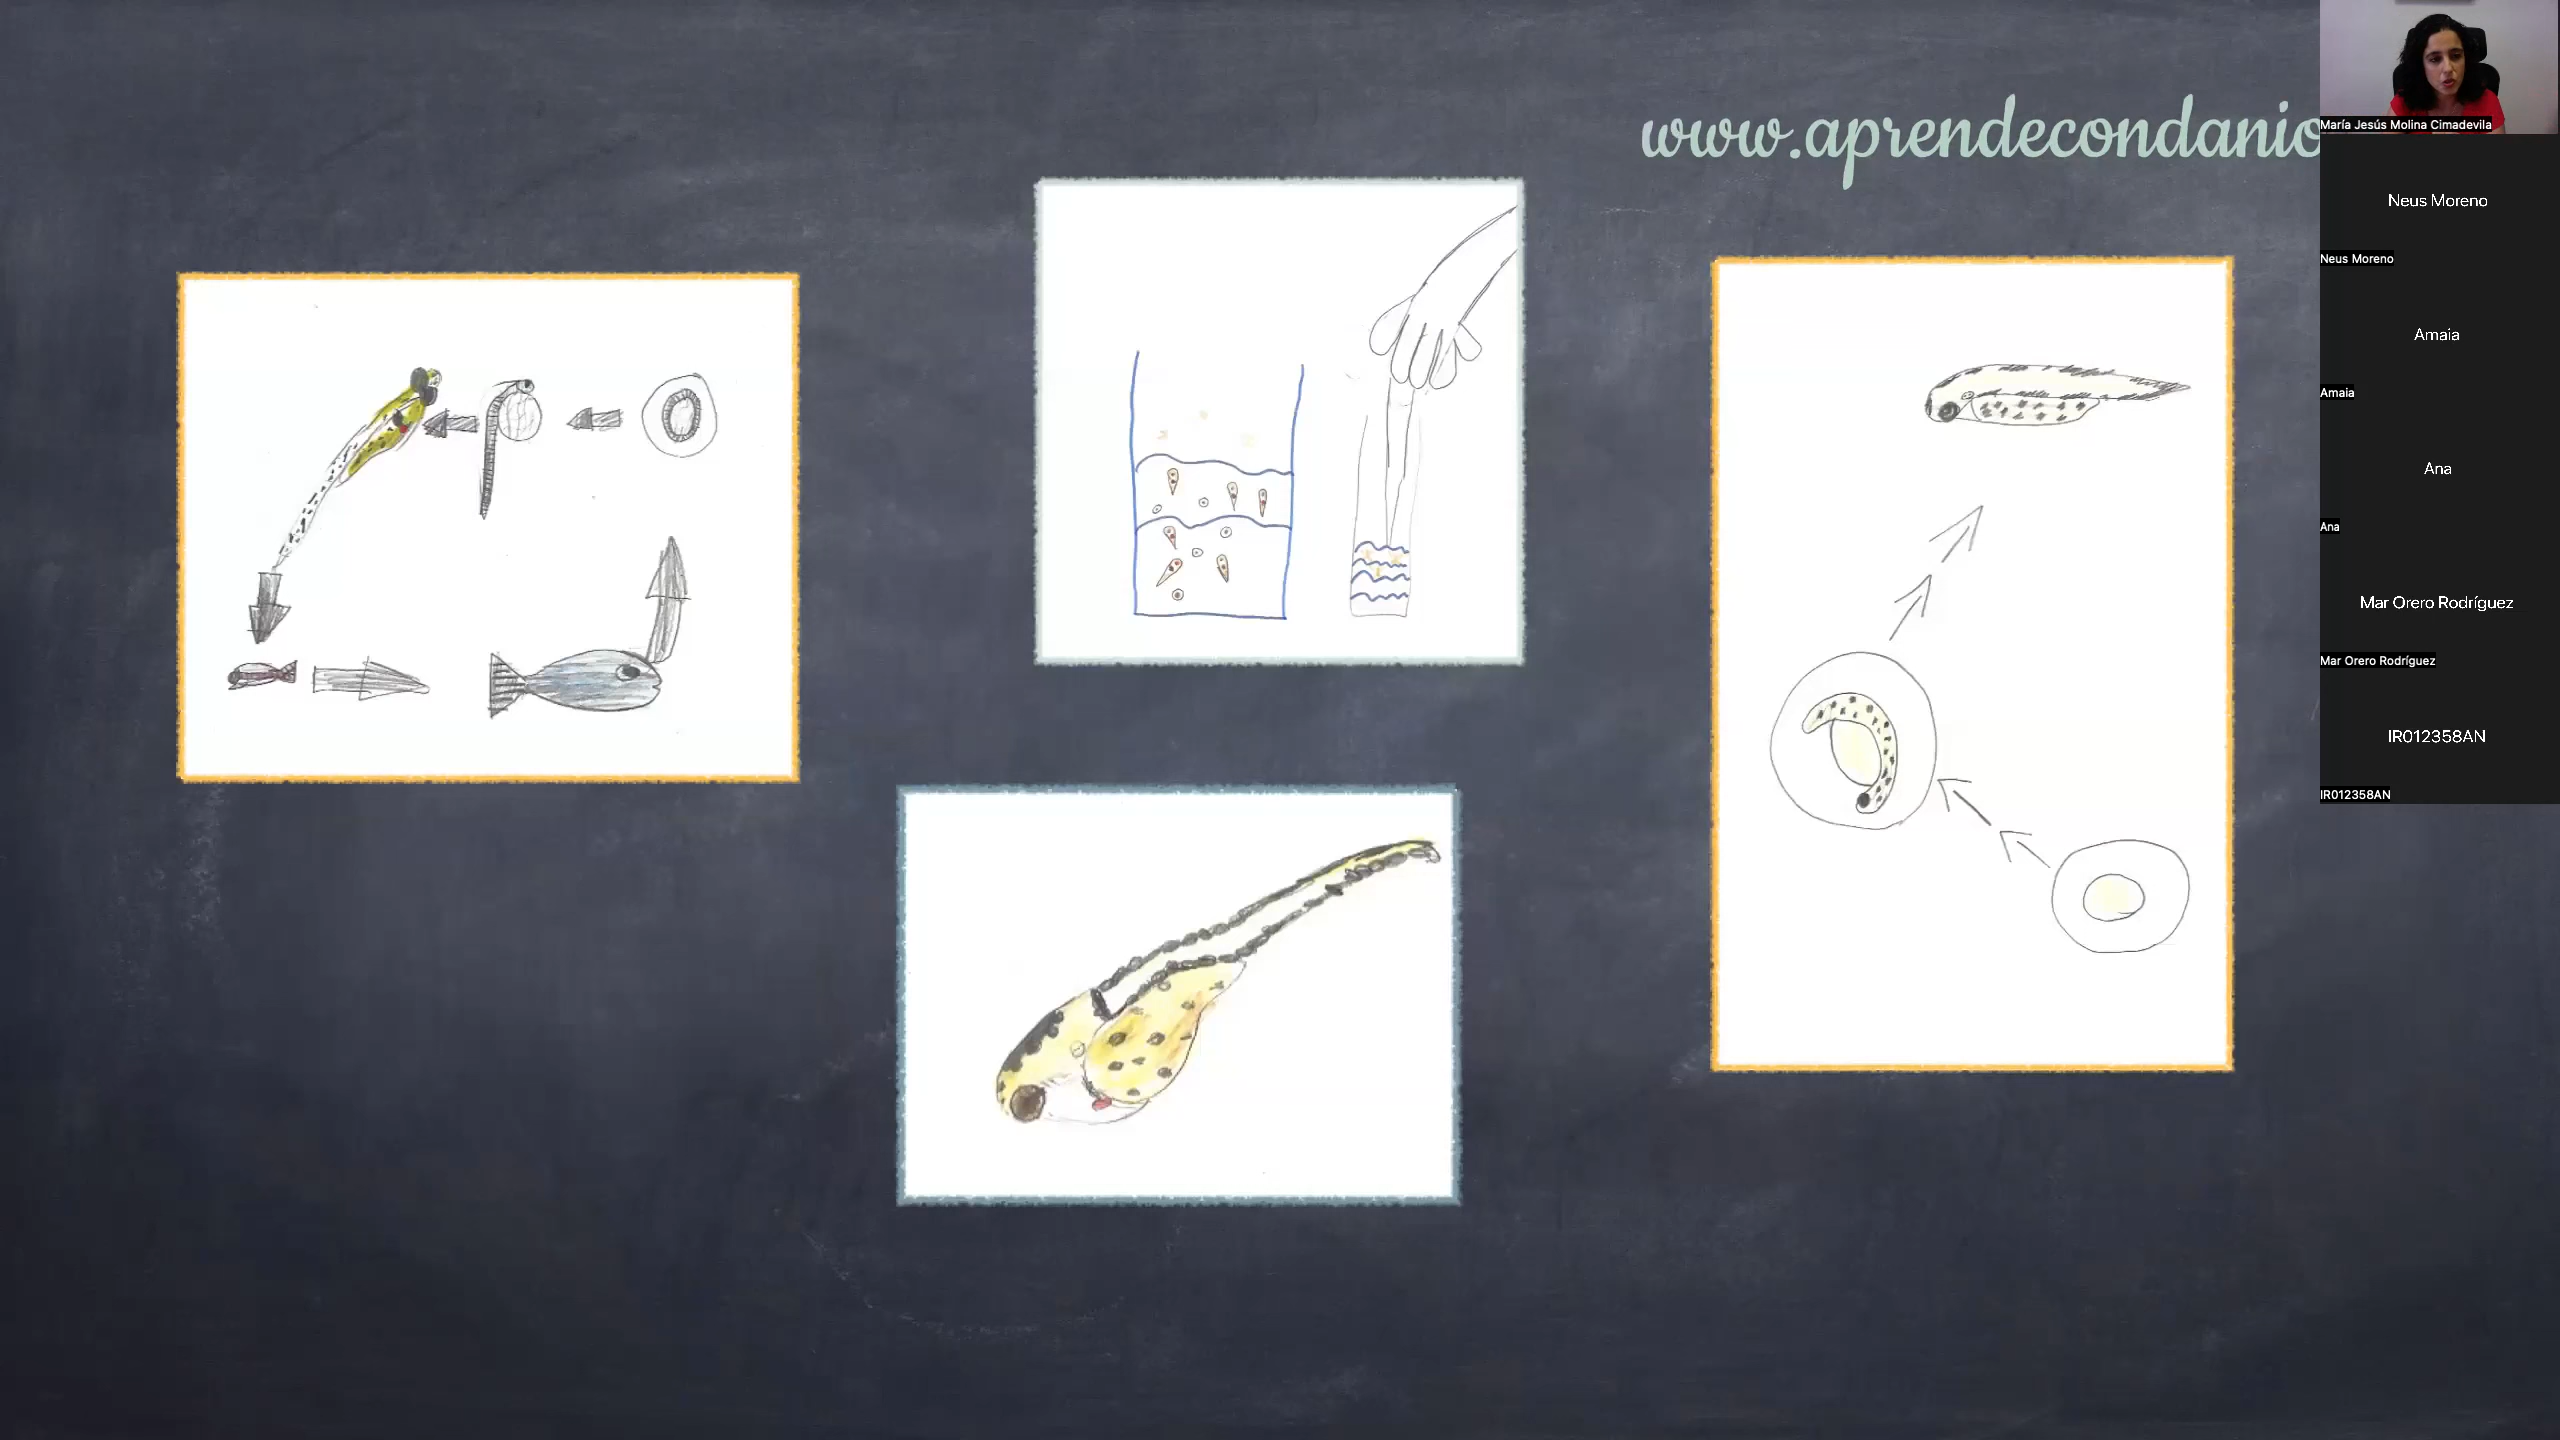 www.aprendecondanio
María Jesús Molina Cimadevila
Neus Moreno
Neus Moreno
Amaia
Amaia
Ana
Ana
Mar Orero Rodríguez
Mar Orero Rodríguez
IR012358AN
IR012358AN